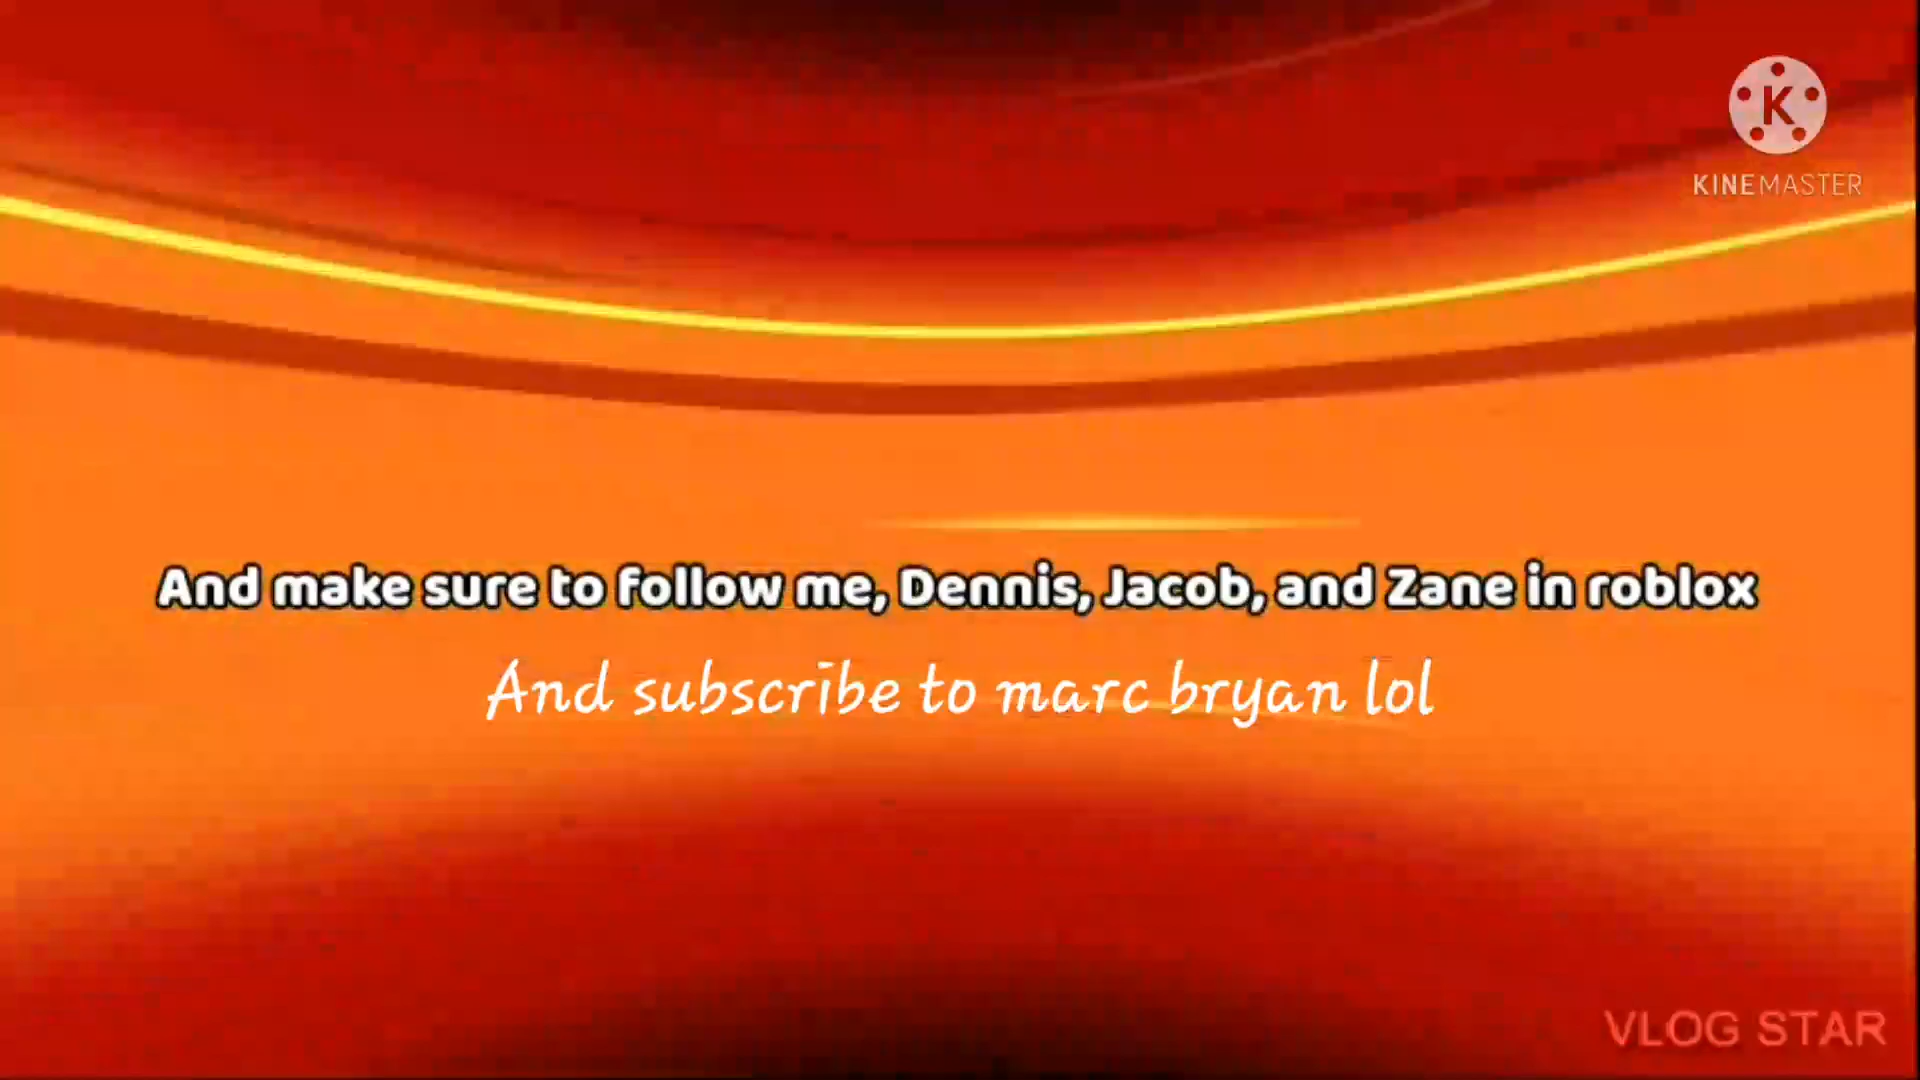 K
KINEMASTER
And make sure to follow me, Dennis, Jacob, and Zane in roblox
And subscribe to marc bryan lol
VLOG STAR